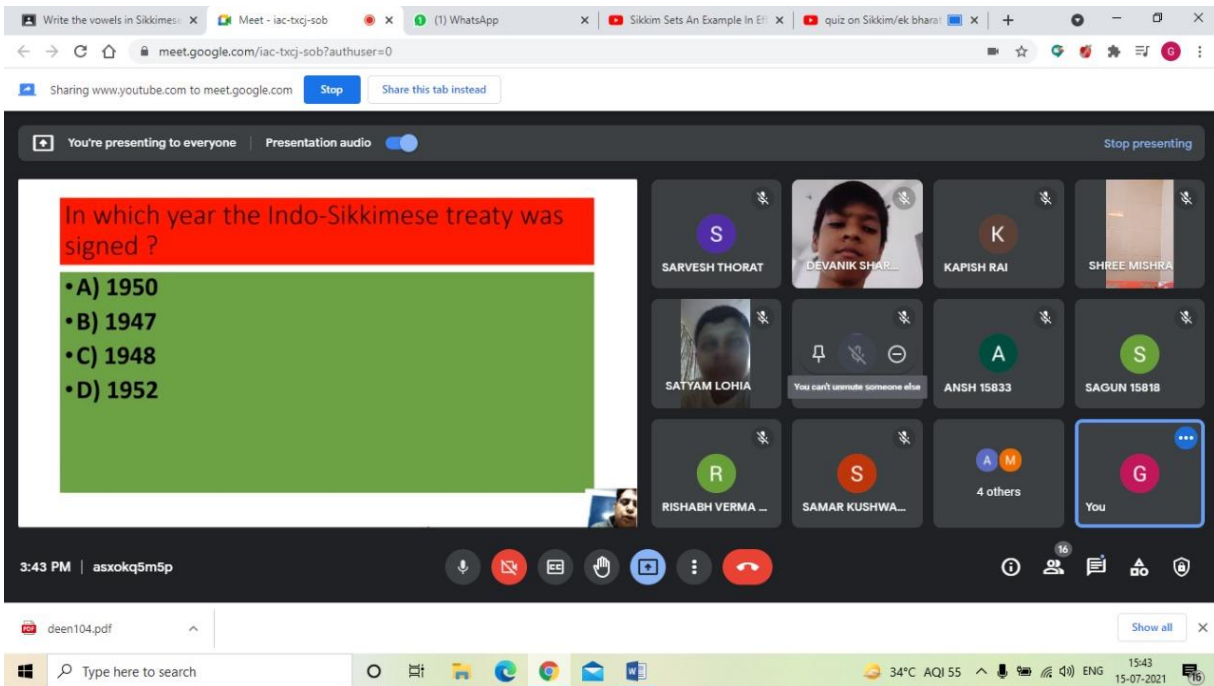 Write the vowels in Sikkimese
Meet - iac-txcj-sob
(1) WhatsApp
Sikkim Sets An Example In Eff
quiz on Sikkim/ek bharat
meet.google.com/iac-txcj-sob?authuser=0
G
Sharing www.youtube.com to meet.google.com
Stop
Share this tab instead
You're presenting to everyone
Presentation audio
Stop presenting
In which year the Indo-Sikkimese treaty was
signed ?
•A) 1950
•B) 1947
•C) 1948
•D) 1952
S
SARVESH THORAT
DEVANIK SHAR...
K
KAPISH RAI
SHREE MISHRA
SATYAM LOHIA
You can't unmute someone else
A
ANSH 15833
S
SAGUN 15818
R
RISHABH VERMA ...
S
SAMAR KUSHWA...
A M
4 others
G
You
3:43 PM | asxokq5m5p
CC
16
deen104.pdf
Show all
Type here to search
34°C AQI 55
ENG
15:43
15-07-2021
16